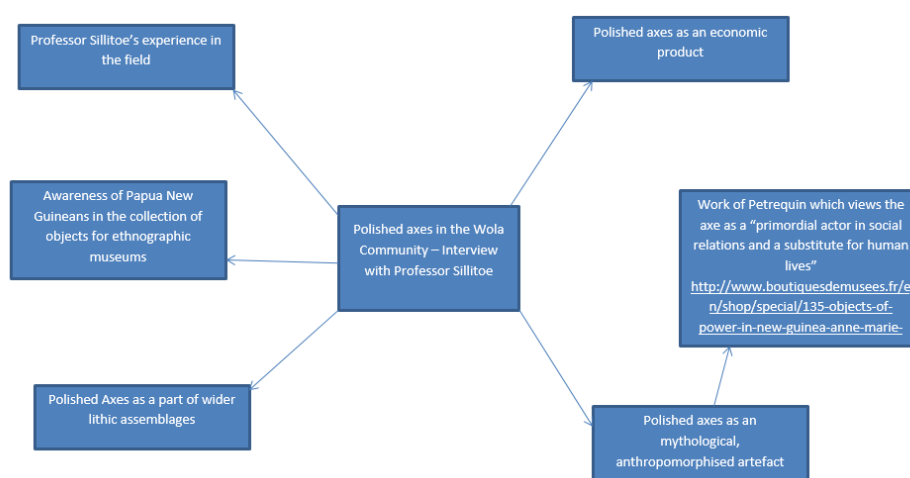 Professor Sillitoe's experience in
the field
Polished axes as an economic
product
Awareness of Papua New
Guineans in the collection of
objects for ethnographic
museums
Polished axes in the Wola
Community – Interview
with Professor Sillitoe
Work of Petrequin which views the
axe as a “primordial actor in social
relations and a substitute for human
lives”
http://www.boutiquesdemusees.fr/e
n/shop/special/135-objects-of-
power-in-new-guinea-anne-marie-
Polished Axes as a part of wider
lithic assemblages
Polished axes as an
mythological,
anthropomorphised artefact